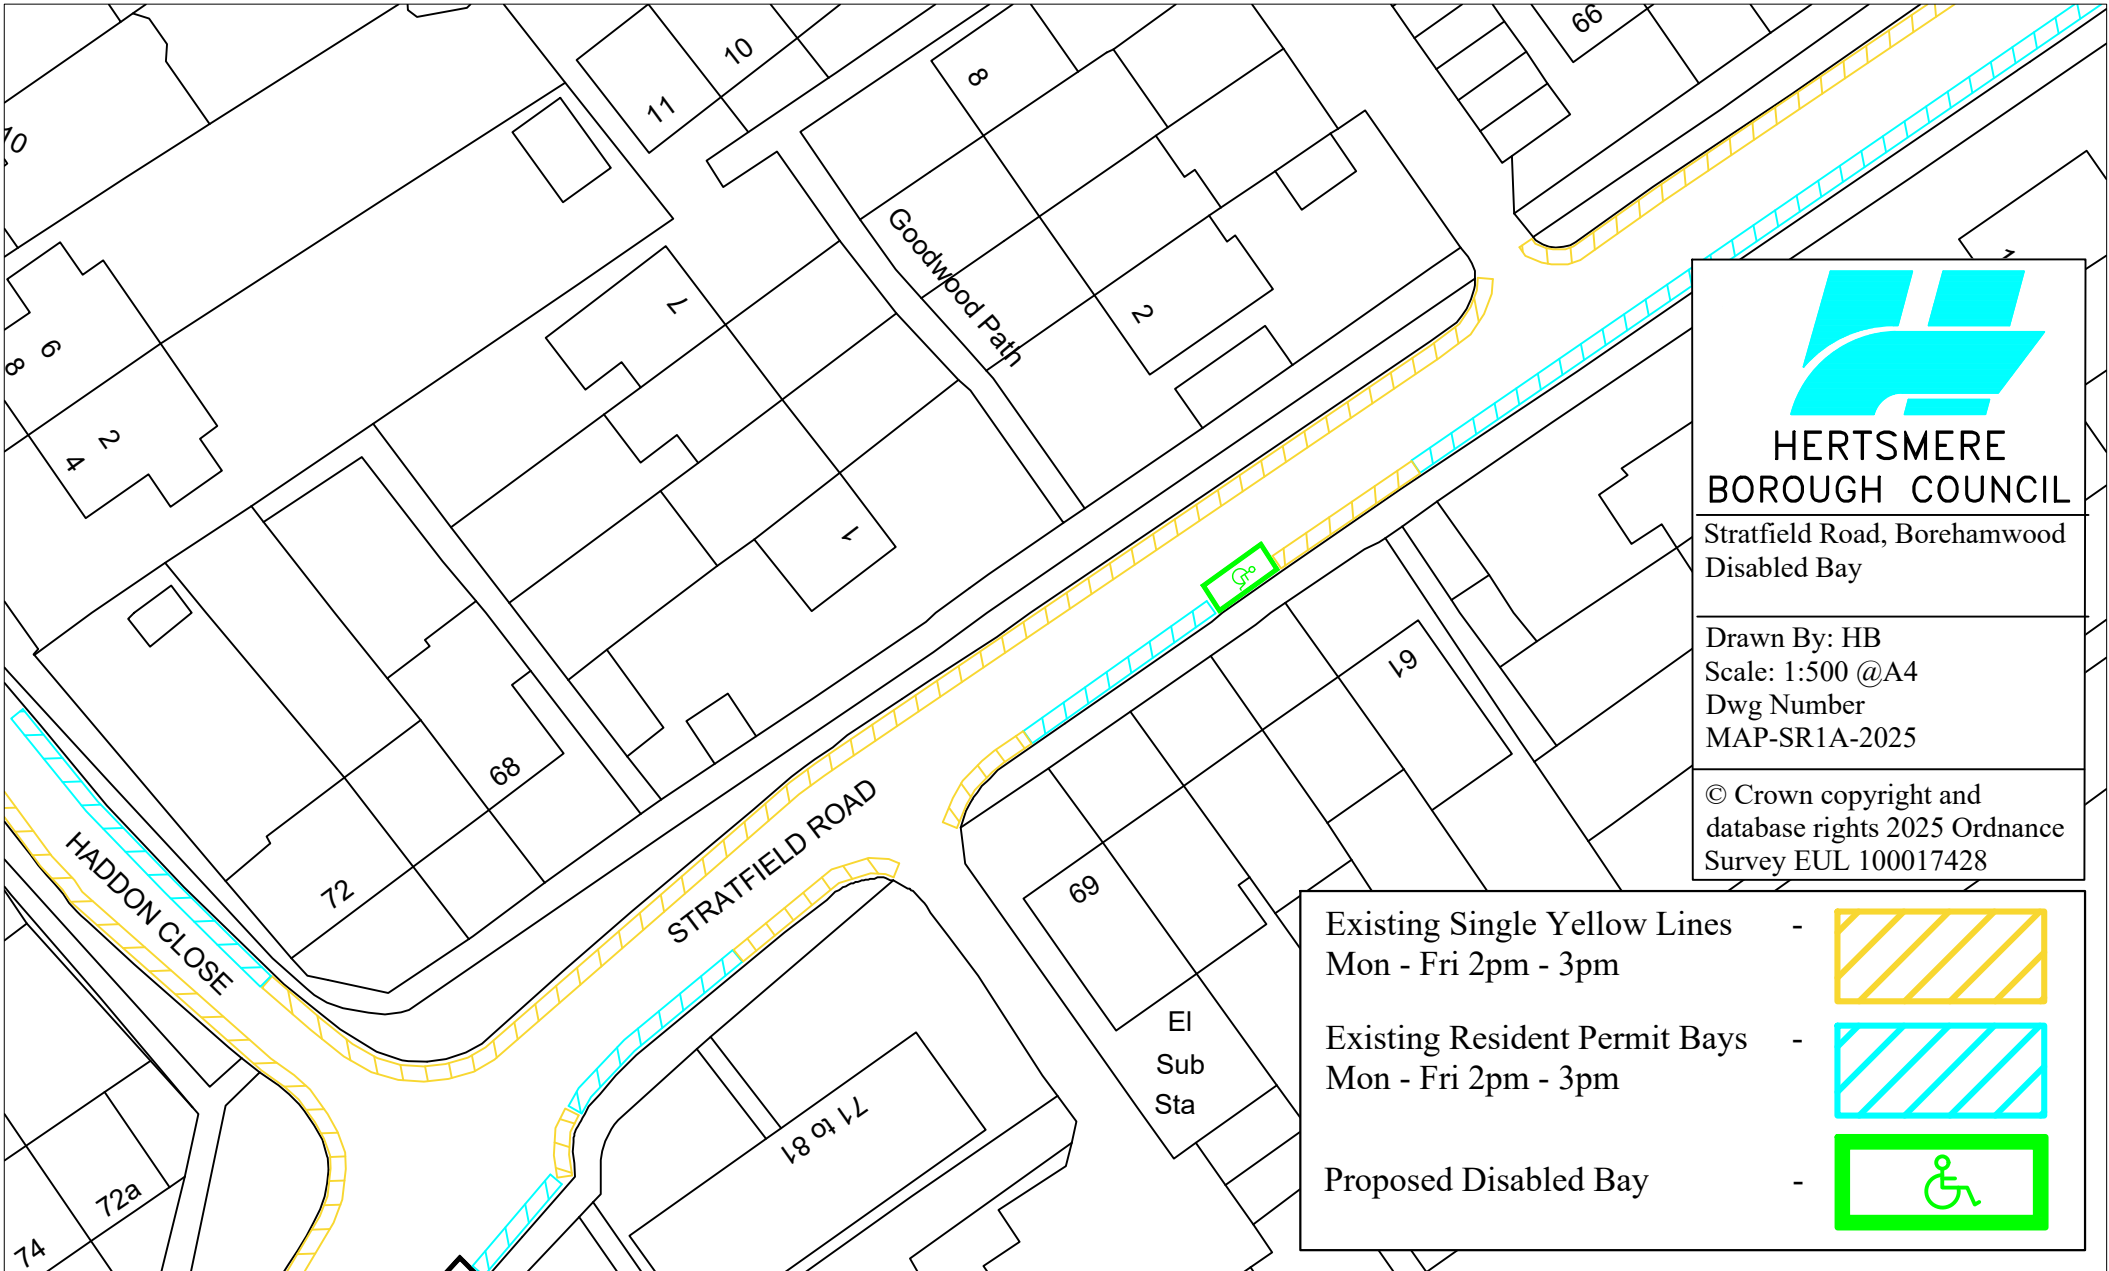 10
11
10
8
66
Goodwood Path
7
2
1
6
8
2
4
1
HERTSMERE
BOROUGH COUNCIL
Stratfield Road, Borehamwood
Disabled Bay
Drawn By: HB
Scale: 1:500 @A4
Dwg Number
MAP-SR1A-2025
© Crown copyright and
database rights 2025 Ordnance
Survey EUL 100017428
61
68
72
HADDON CLOSE
STRATFIELD ROAD
69
El
Sub
Sta
71 to 81
72a
74
Existing Single Yellow Lines -
Mon - Fri 2pm - 3pm
Existing Resident Permit Bays -
Mon - Fri 2pm - 3pm
Proposed Disabled Bay -